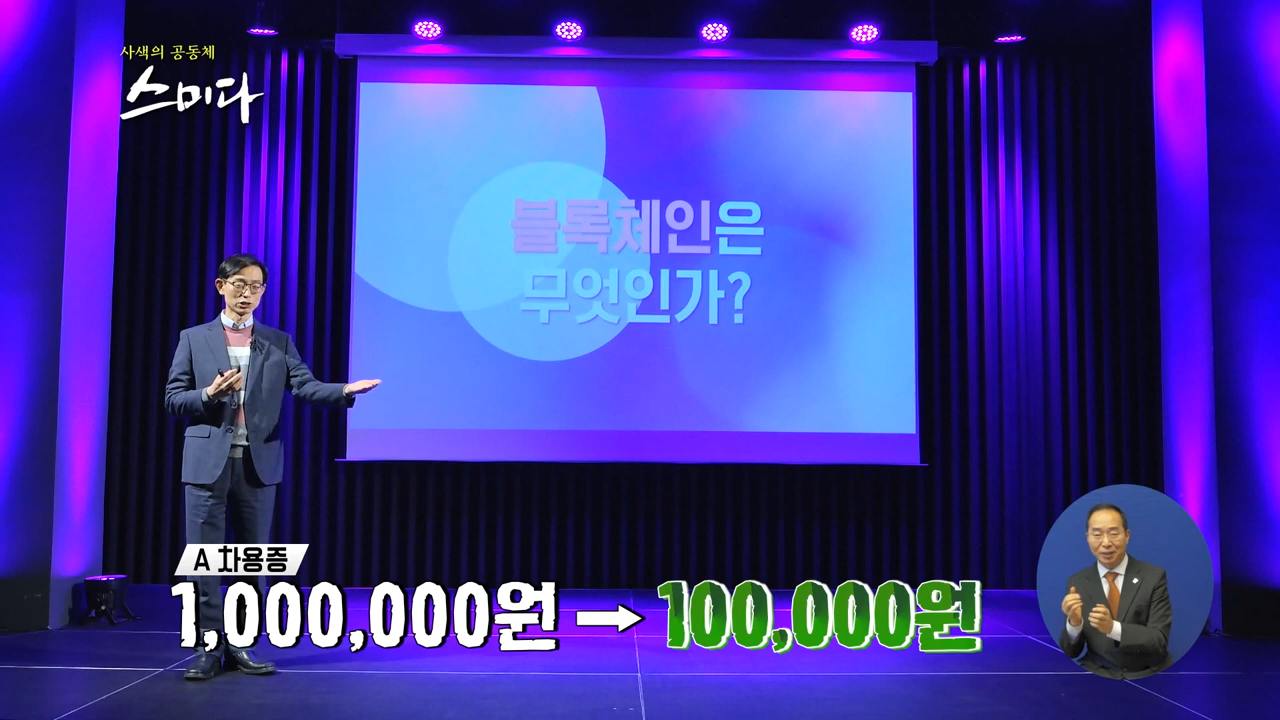 사색의 공동체
스미다
블록체인은
무엇인가?
A 차용증
1,000,000원 → 100,000원